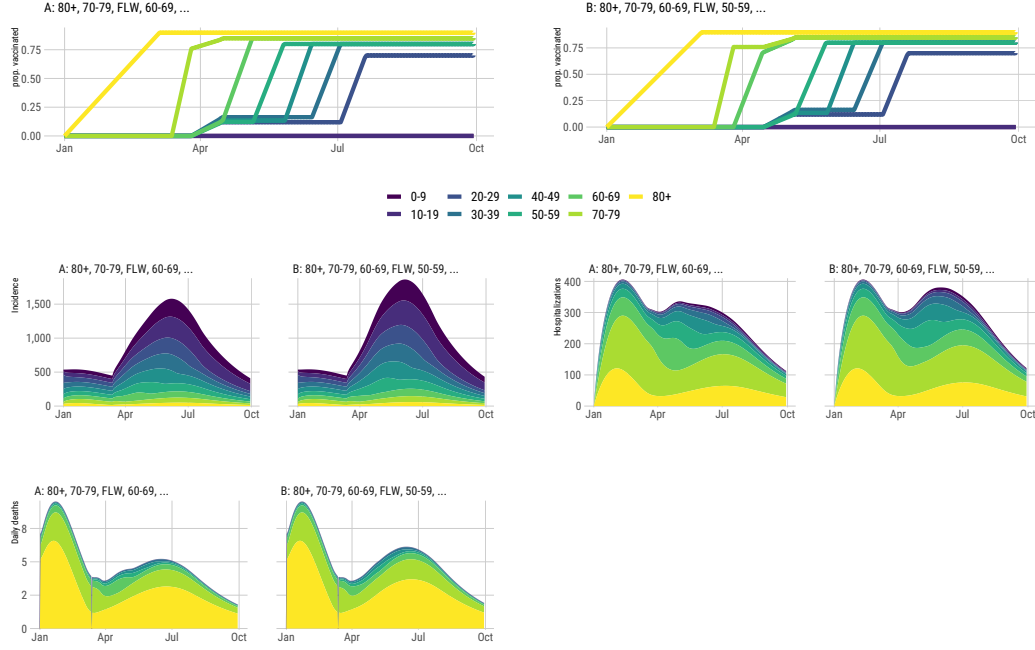 A: 80+, 70-79, FLW, 60-69, ...
B: 80+, 70-79, 60-69, FLW, 50-59, ...
prop. vaccinated
0.75
0.50
0.25
0.00
Jan Apr Jul Oct
prop. vaccinated
0.75
0.50
0.25
0.00
Jan Apr Jul Oct
0-9 20-29 40-49 60-69 80+
10-19 30-39 50-59 70-79
A: 80+, 70-79, FLW, 60-69, ...
B: 80+, 70-79, 60-69, FLW, 50-59, ...
Incidence
1,500
1,000
500
0
Jan Apr Jul Oct
Jan Apr Jul Oct
A: 80+, 70-79, FLW, 60-69, ...
B: 80+, 70-79, 60-69, FLW, 50-59, ...
Hospitalizations
400
300
200
100
0
Jan Apr Jul Oct
Jan Apr Jul Oct
A: 80+, 70-79, FLW, 60-69, ...
B: 80+, 70-79, 60-69, FLW, 50-59, ...
Daily deaths
8
5
2
0
Jan Apr Jul Oct
Jan Apr Jul Oct